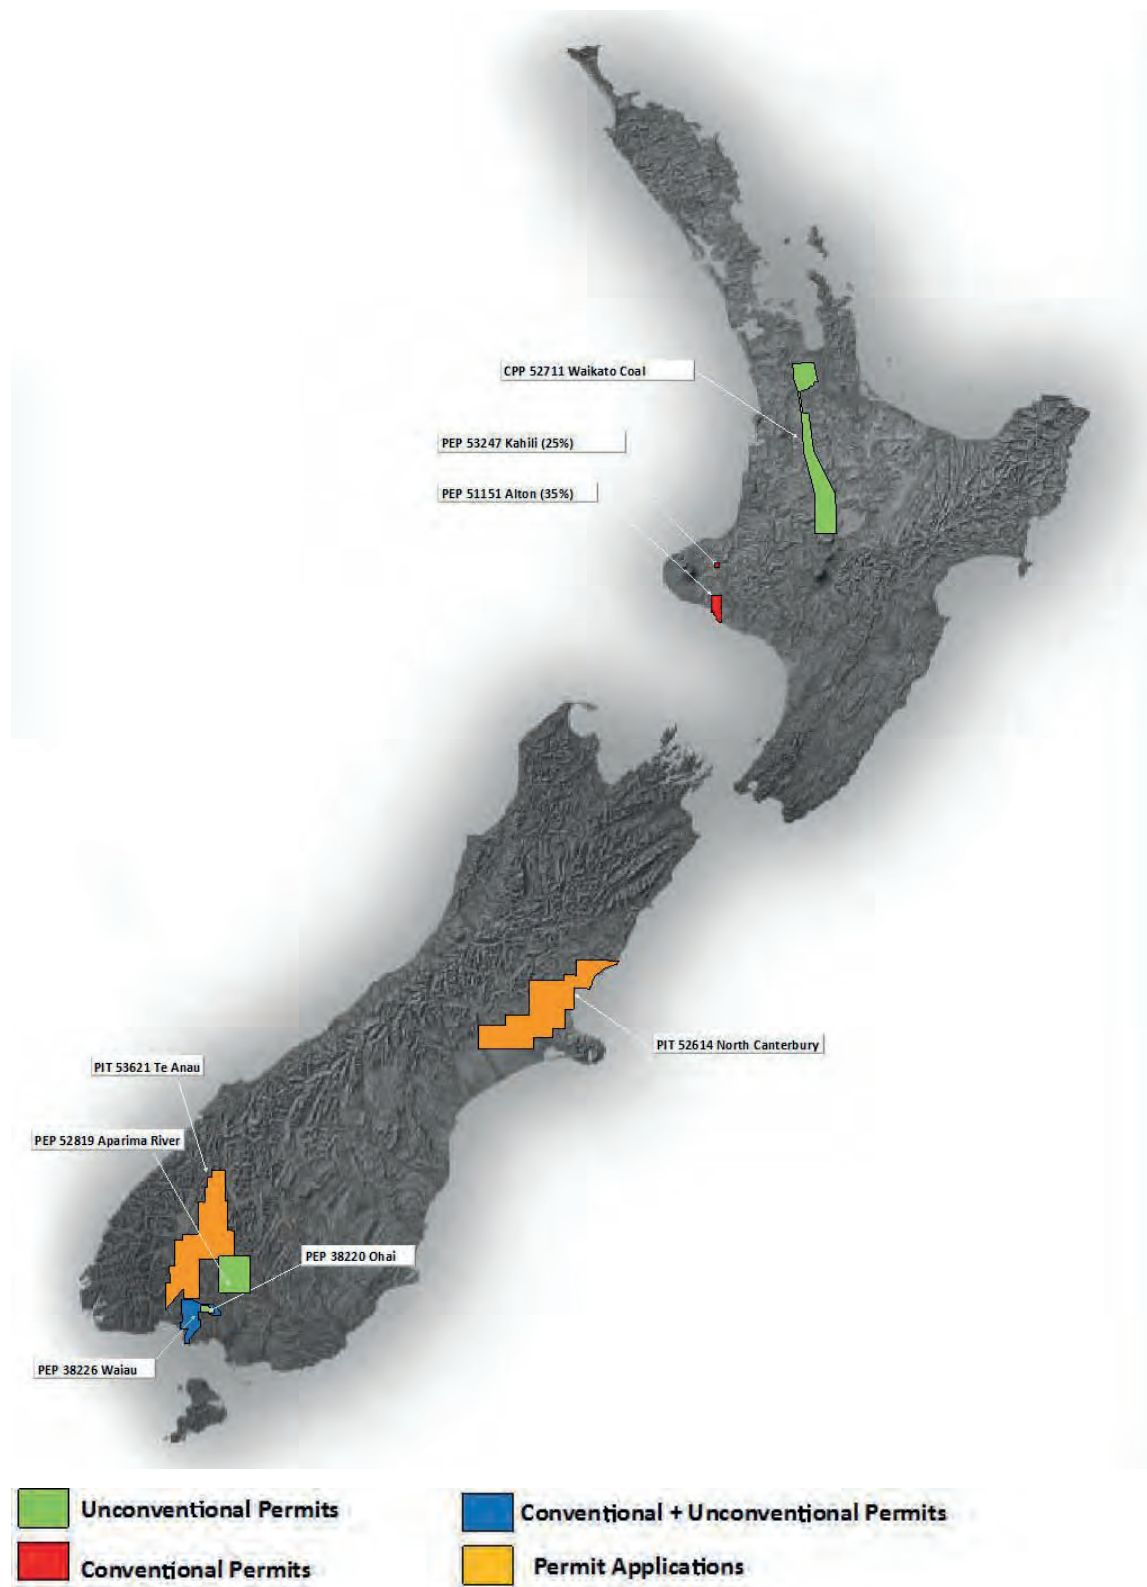 CPP 52711 Waikato Coal
PEP 53247 Kahili (25%)
PEP 51151 Alton (35%)
PIT 52614 North Canterbury
PIT 53621 Te Anau
PEP 52819 Aparima River
PEP 38220 Ohai
PEP 38226 Waiau
Unconventional Permits
Conventional + Unconventional Permits
Conventional Permits
Permit Applications